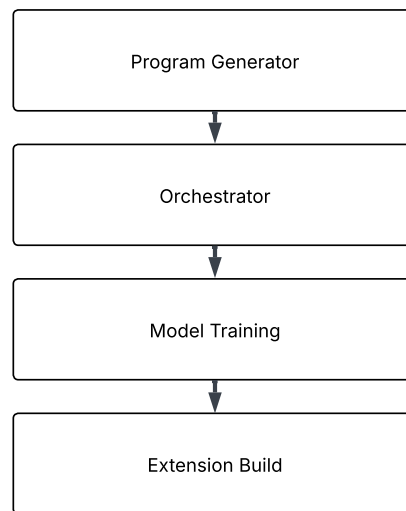 Program Generator
Orchestrator
Model Training
Extension Build